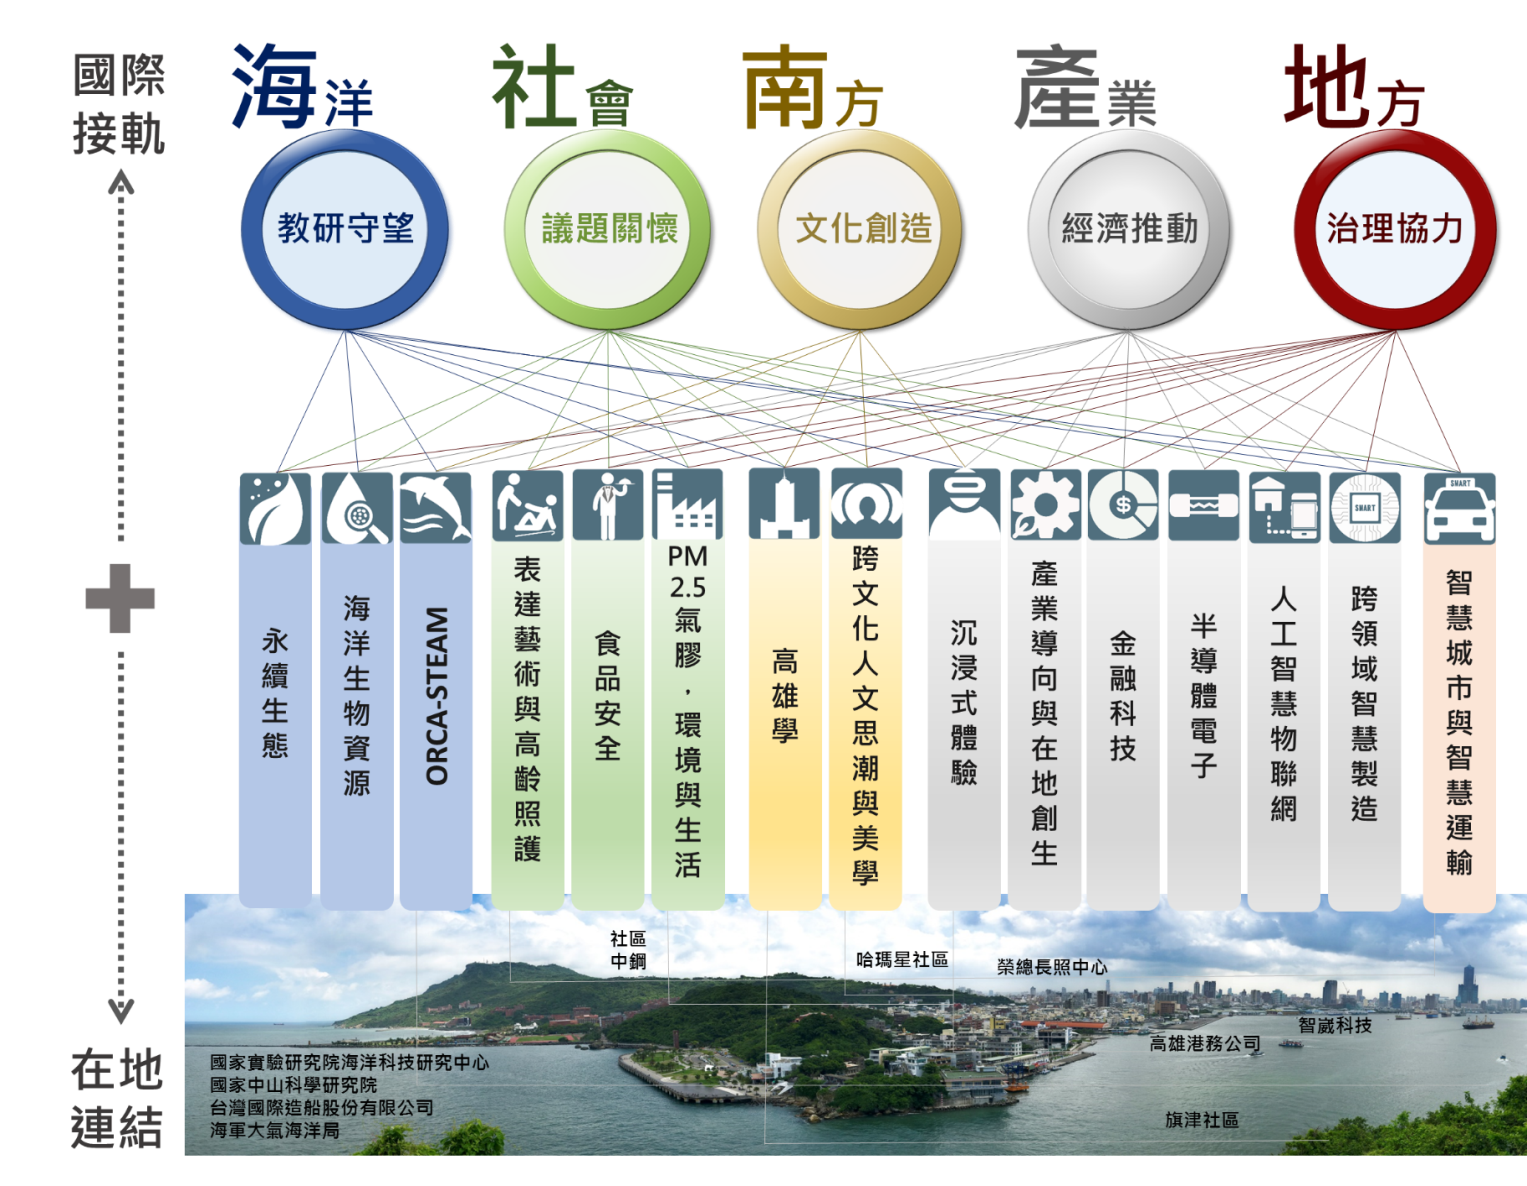 國際
接軌
海洋
社會
南方
產業
地方
教研守望
議題關懷
文化創造
經濟推動
治理協力
SMART
SMART
永續生態
海洋生物資源
ORCA-STEAM
表達藝術與高齡照護
食品安全
PM
2.5
氣膠，環境與生活
高雄學
跨文化人文思潮與美學
沉浸式體驗
產業導向與在地創生
金融科技
半導體電子
人工智慧物聯網
跨領域智慧製造
智慧城市與智慧運輸
社區
中鋼
哈瑪星社區
榮總長照中心
智崴科技
高雄港務公司
旗津社區
國家實驗研究院海洋科技研究中心
國家中山科學研究院
台灣國際造船股份有限公司
海軍大氣海洋局
在地
連結